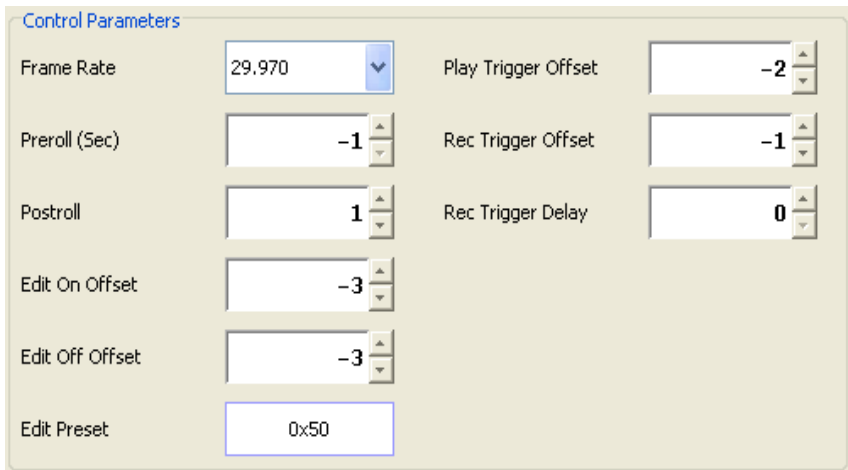 Control Parameters
Frame Rate 29.970 Play Trigger Offset -2
Preroll (Sec) -1 Rec Trigger Offset -1
Postroll 1 Rec Trigger Delay 0
Edit On Offset -3
Edit Off Offset -3
Edit Preset 0x50